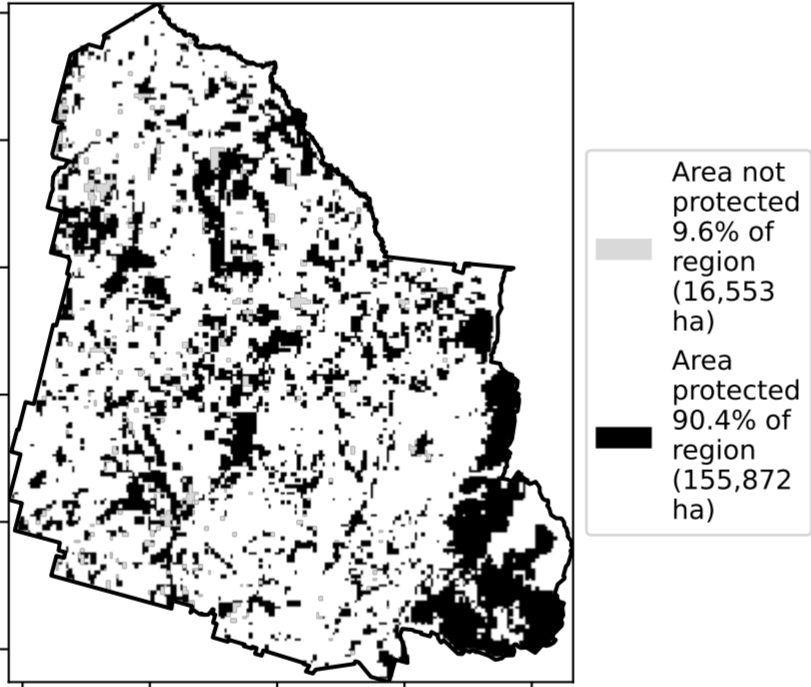 Area not
protected
9.6% of
region
(16,553
ha)
Area
protected
90.4% of
region
(155,872
ha)